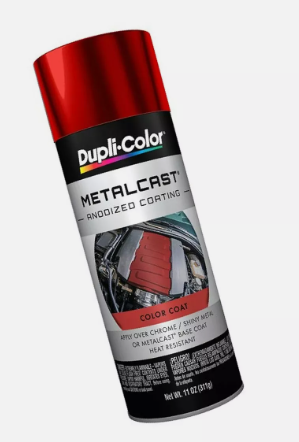 Dupli-Color®
METALCAST®
ANODIZED COATING
COLOR COAT
APPLY OVER CHROME / SHINY METAL
OR METALCAST® BASE COAT
HEAT RESISTANT
Net Wt. 11 OZ (311g)